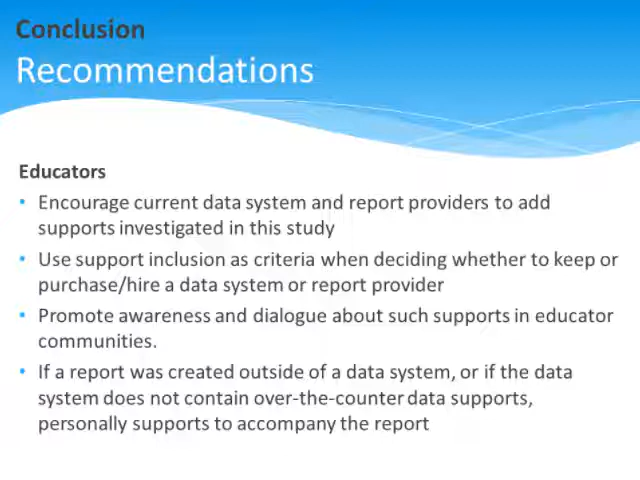 Conclusion
Recommendations
Educators
• Encourage current data system and report providers to add
supports investigated in this study
• Use support inclusion as criteria when deciding whether to keep or
purchase/hire a data system or report provider
• Promote awareness and dialogue about such supports in educator
communities.
• If a report was created outside of a data system, or if the data
system does not contain over-the-counter data supports,
personally supports to accompany the report